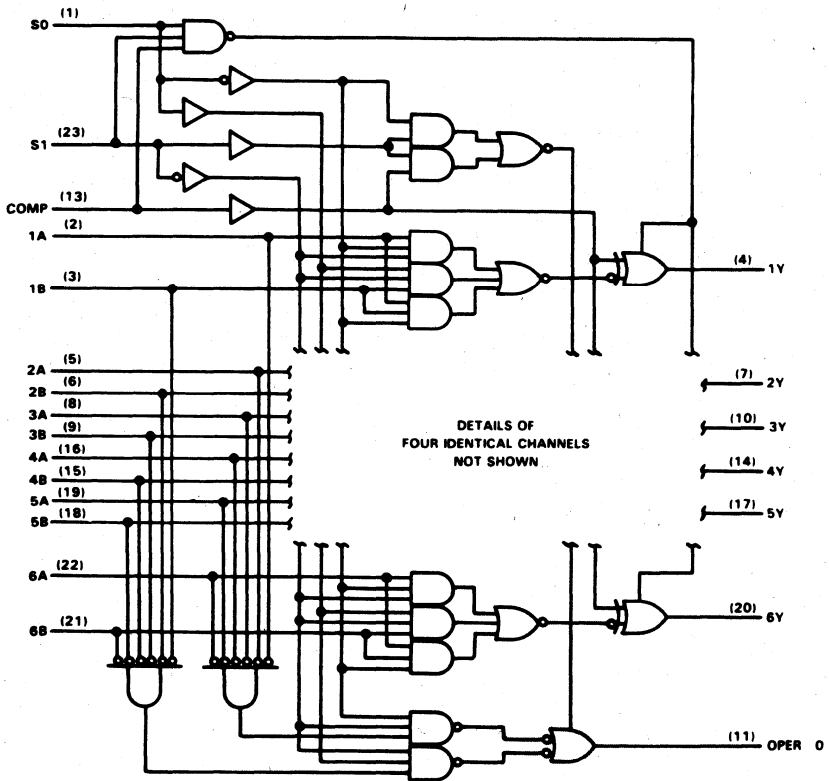 S0 (1)
S1 (23)
COMP (13)
1A (2)
(4) 1Y
1B (3)
2A (5)
(7) 2Y
2B (6)
3A (8)
(10) 3Y
3B (9)
4A (16)
(14) 4Y
4B (15)
5A (19)
(17) 5Y
5B (18)
DETAILS OF
FOUR IDENTICAL CHANNELS
NOT SHOWN
6A (22)
(20) 6Y
6B (21)
(11) OPER 0